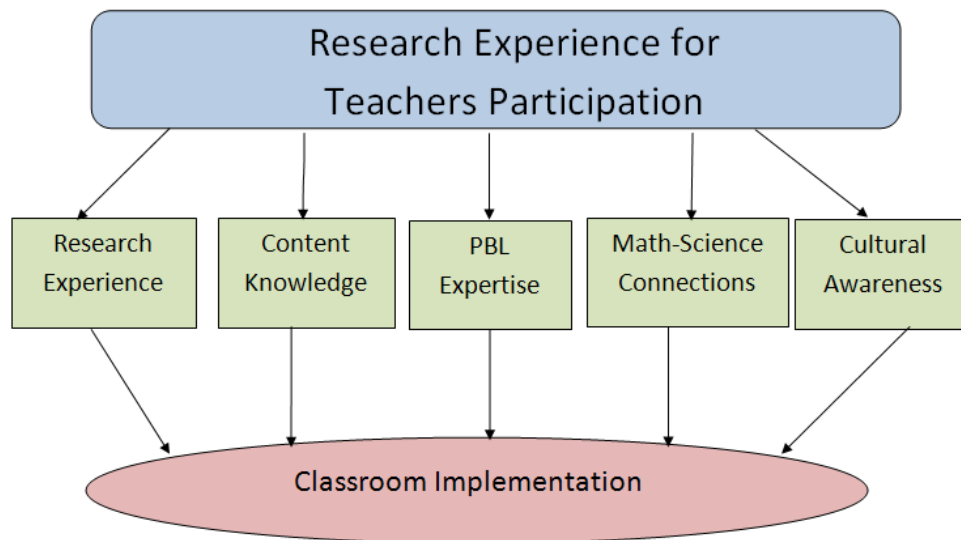 Research Experience for
Teachers Participation
Research
Experience
Content
Knowledge
PBL
Expertise
Math-Science
Connections
Cultural
Awareness
Classroom Implementation